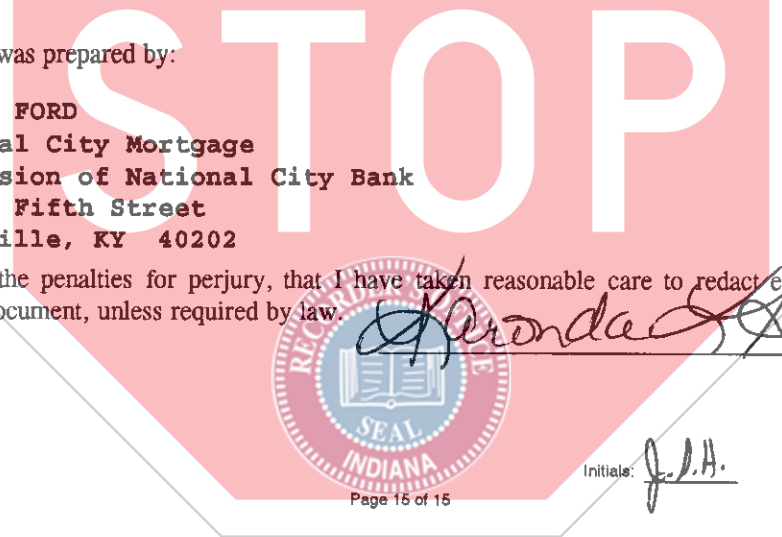 STOP
was prepared by:
FORD
al City Mortgage
sion of National City Bank
Fifth Street
ille, KY 40202
the penalties for perjury, that I have taken reasonable care to redact e
ocument, unless required by law.
Karonda
RECORDER'S OFFICE
SEAL
INDIANA
Page 15 of 15
Initials: J.D.H.